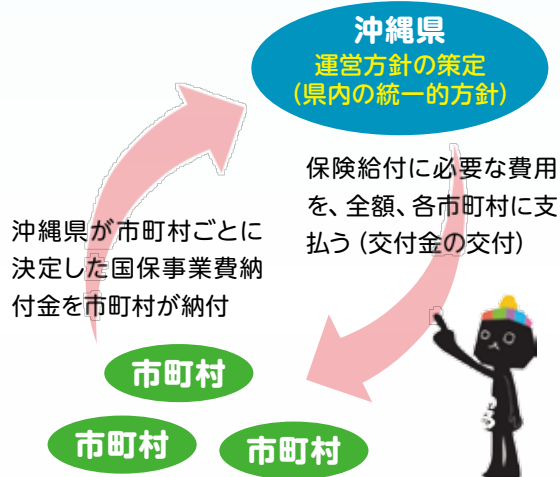 沖縄県
運営方針の策定
(県内の統一的方針)
保険給付に必要な費用
を、全額、各市町村に支
払う(交付金の交付)
沖縄県が市町村ごとに
決定した国保事業費納
付金を市町村が納付
市町村
市町村
市町村